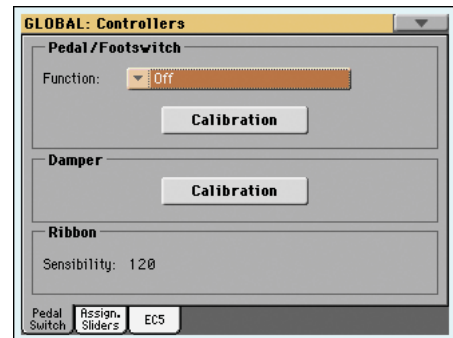 GLOBAL: Controllers
Pedal/Footswitch
Function: Off
Calibration
Damper
Calibration
Ribbon
Sensibility: 120
Pedal Switch
Assign. Sliders
EC5